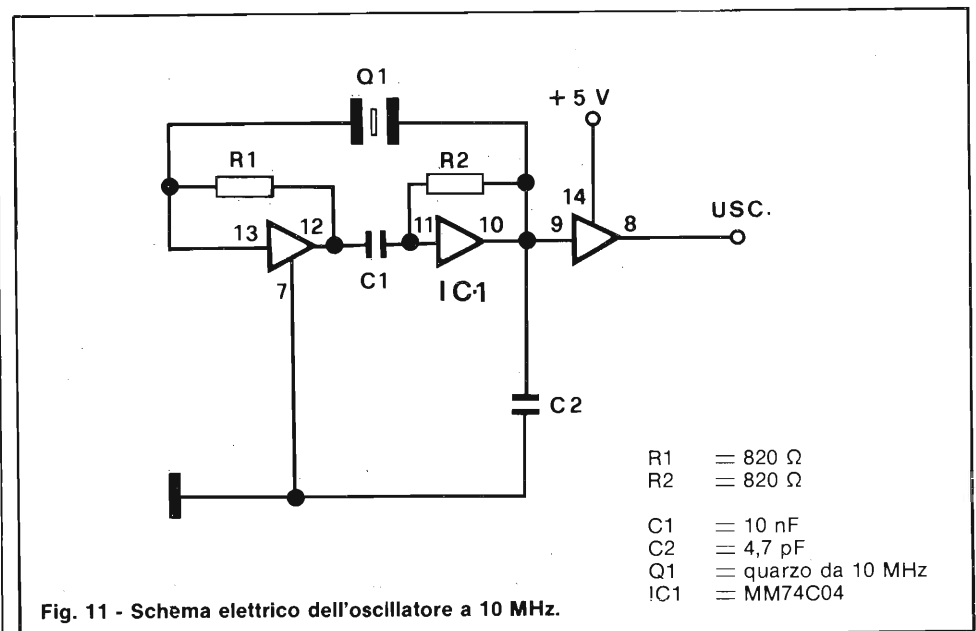 Q1
+ 5 V
R1
R2
14
USC.
13
12
11
10
9
8
C1
7
IC·1
C2
R1 = 820 Ω
R2 = 820 Ω
C1 = 10 nF
C2 = 4,7 pF
Q1 = quarzo da 10 MHz
IC1 = MM74C04
Fig. 11 - Schema elettrico dell'oscillatore a 10 MHz.